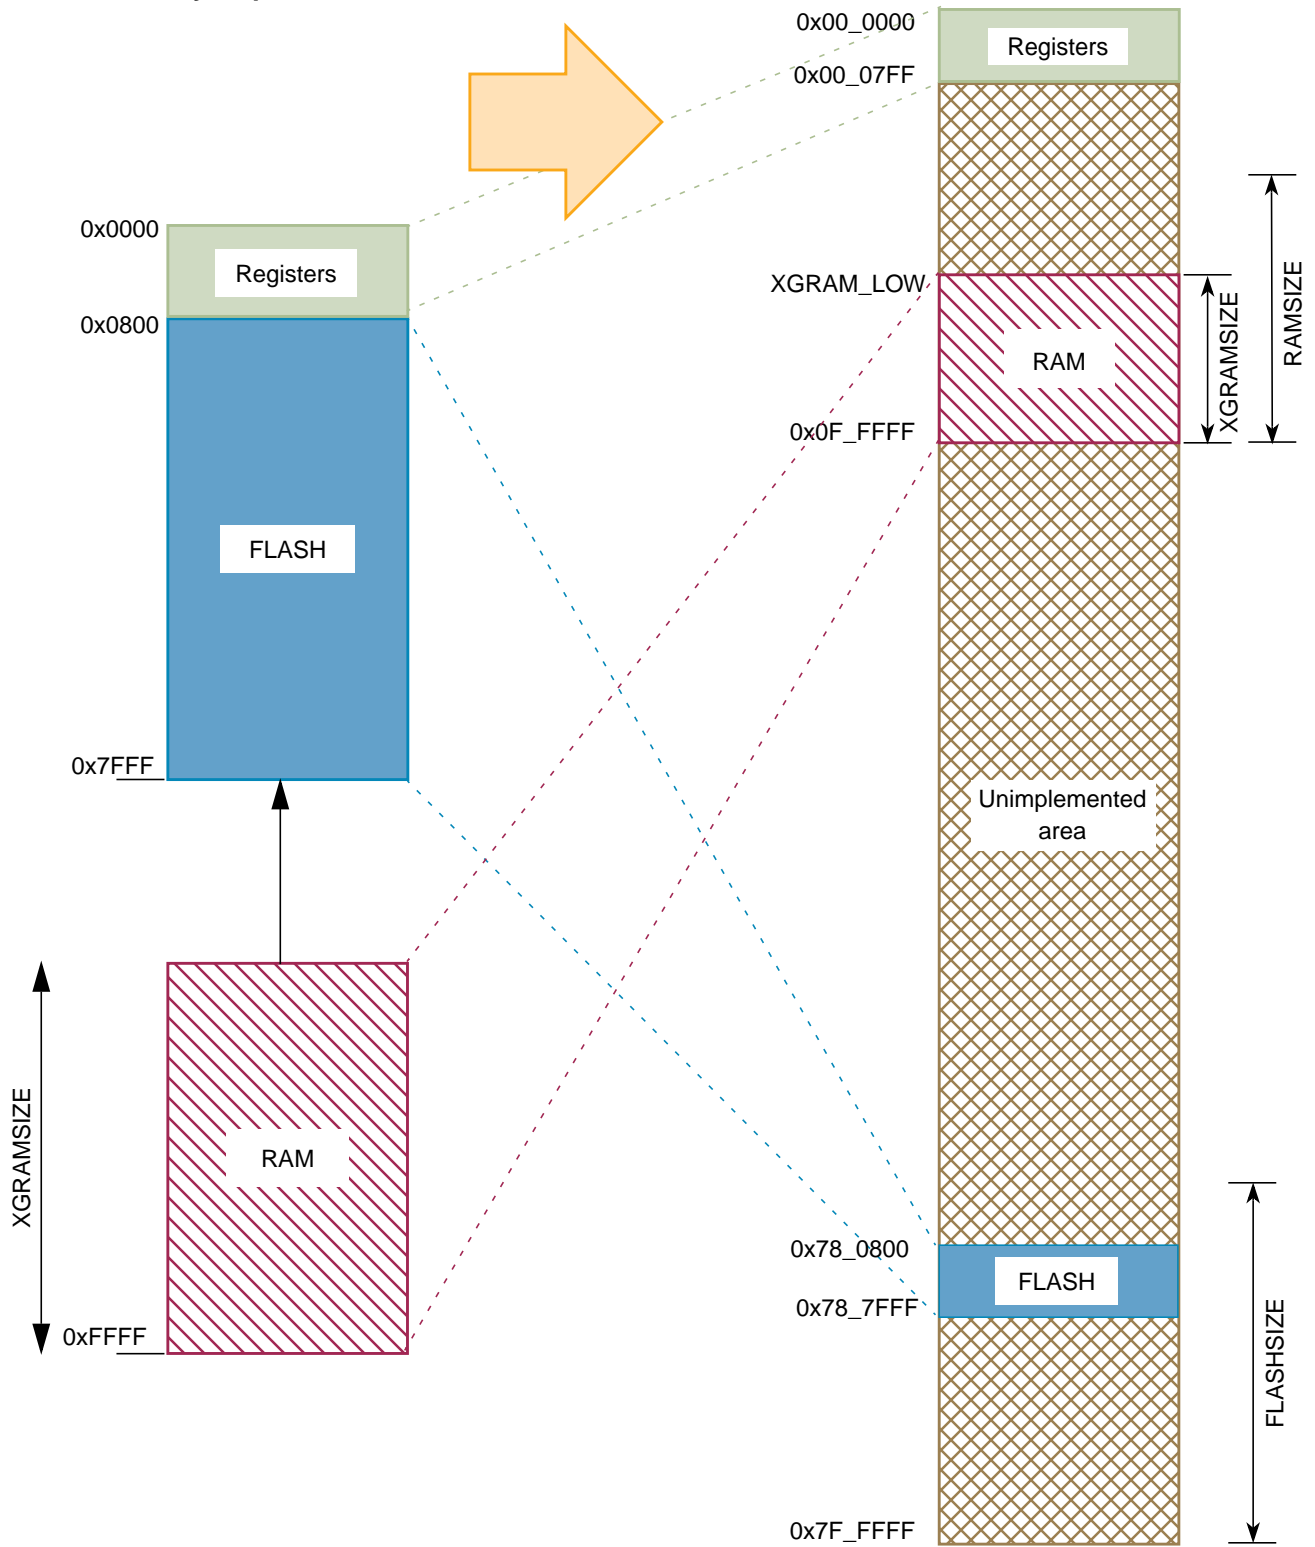 0x0000
Registers
0x0800
FLASH
0x7FFF
XGRAMSIZE
RAM
0xFFFF
0x00_0000
Registers
0x00_07FF
XGRAM_LOW
RAM
XGRAMSIZE
RAMSIZE
0x0F_FFFF
Unimplemented
area
0x78_0800
FLASH
0x78_7FFF
FLASHSIZE
0x7F_FFFF